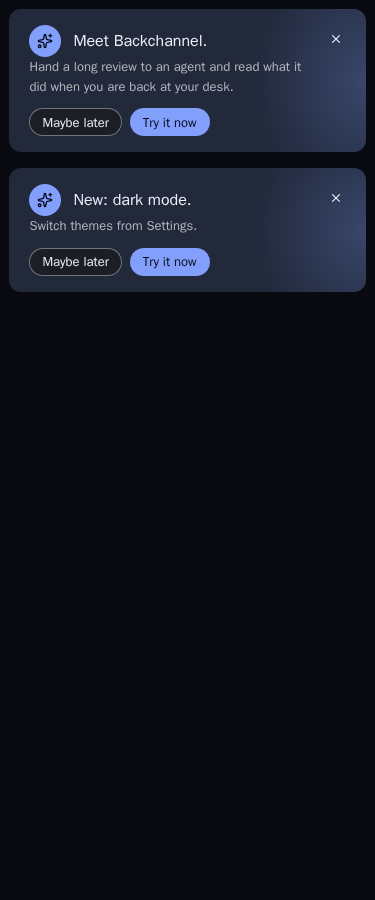 Meet Backchannel.
Hand a long review to an agent and read what it
did when you are back at your desk.
Maybe later
Try it now
New: dark mode.
Switch themes from Settings.
Maybe later
Try it now